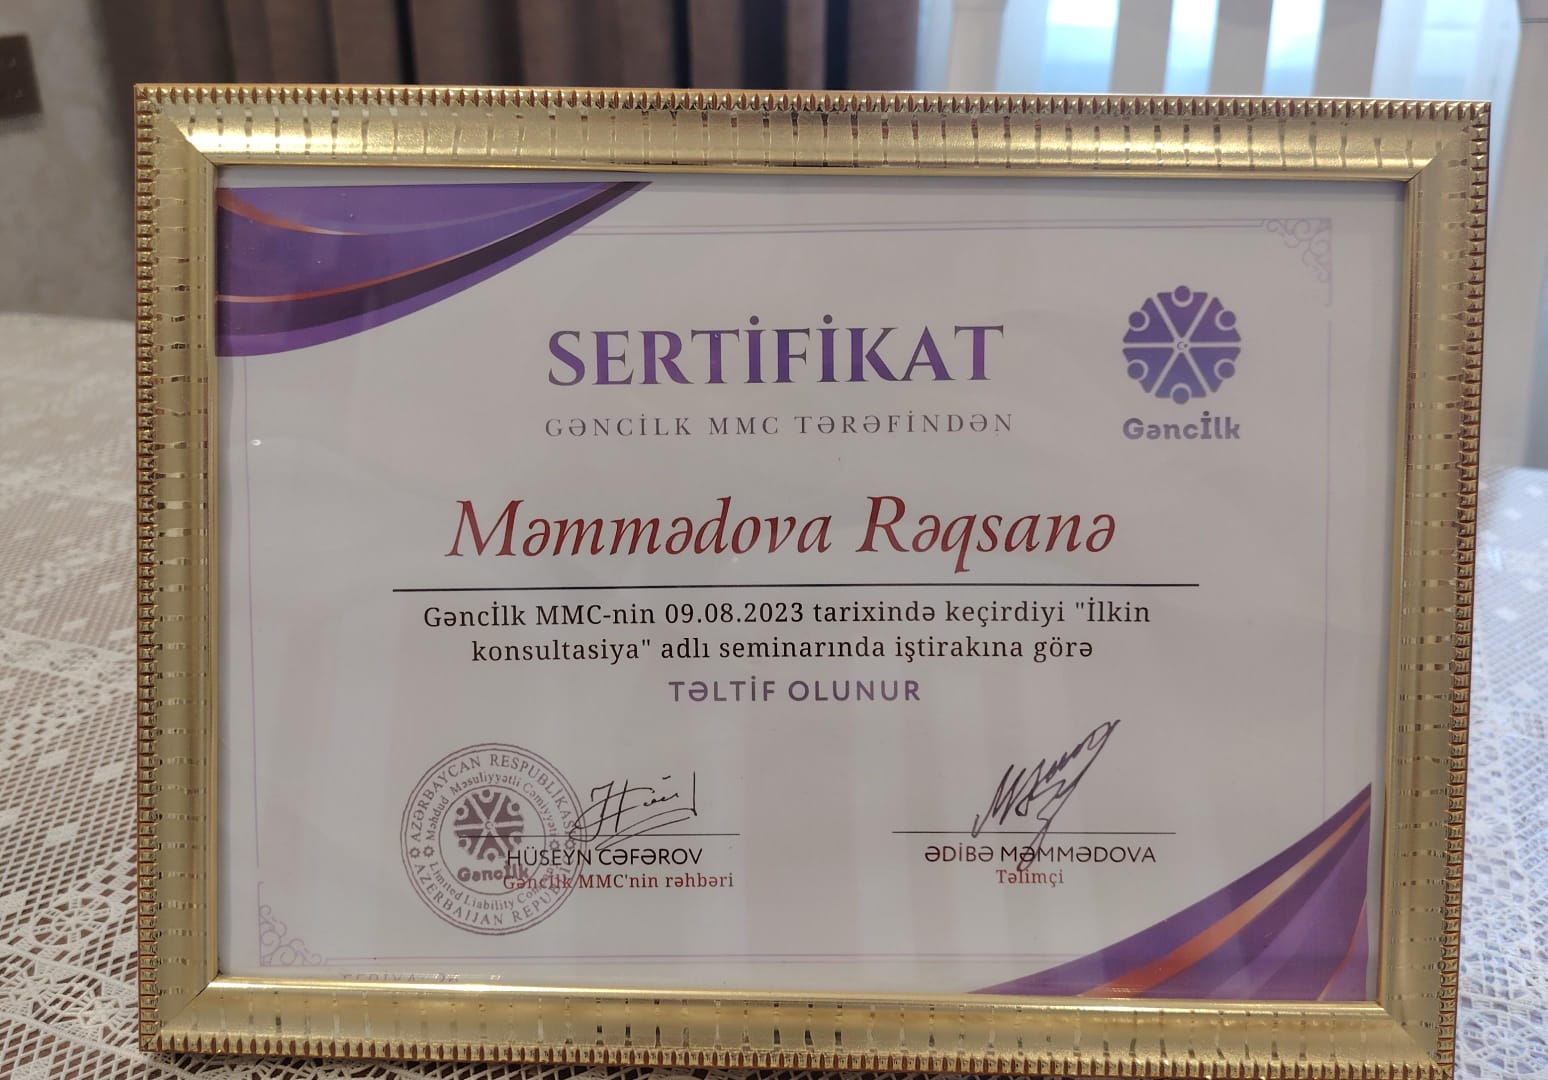 SERTİFİKAT
GƏNCİLK MMC TƏRƏFİNDƏN
Gəncİlk
Məmmədova Rəqsanə
Gəncİlk MMC-nin 09.08.2023 tarixində keçirdiyi "İlkin
konsultasiya" adlı seminarında iştirakına görə
TƏLTİF OLUNUR
AZƏRBAYCAN RESPUBLİKASI
Məhdud Məsuliyyətli Cəmiyyəti
Gəncİlk
Limited Liability Company
AZERBAIJAN REPUBLIC
HÜSEYN CƏFƏROV
Gəncİlk MMC'nin rəhbəri
ƏDİBƏ MƏMMƏDOVA
Təlimçi